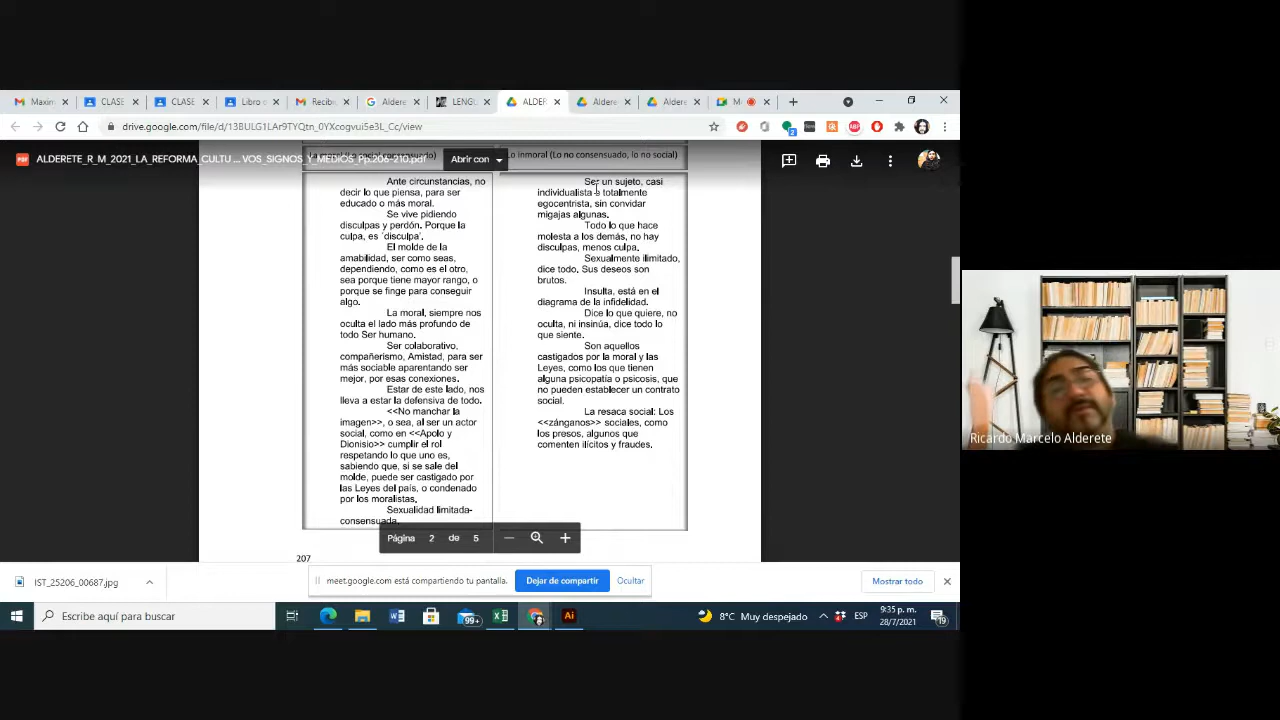 Maxim
CLASE
CLASE
Libro
Recib
Aldere
LENGU
ALDER
Aldere
Aldere
M
drive.google.com/file/d/13BULG1LAr9TYQtn_0YXcogvui5e3L_Cc/view
ALDERETE_R_M_2021_LA_REFORMA_CULTU ... VOS_SIGNOS_Y_MEDIOS_Pp.206-210.pdf
Abrir con
Lo inmoral (Lo no consensuado, lo no social)
Ante circunstancias, no
decir lo que piensa, para ser
educado o más moral.
Se vive pidiendo
disculpas y perdón. Porque la
culpa, es ¨disculpa¨.
El molde de la
amabilidad, ser como seas,
dependiendo, como es el otro,
sea porque tiene mayor rango, o
porque se finge para conseguir
algo.
La moral, siempre nos
oculta el lado más profundo de
todo Ser humano.
Ser colaborativo,
compañerismo, Amistad, para ser
más sociable aparentando ser
mejor, por esas conexiones.
Estar de este lado, nos
lleva a estar la defensiva de todo.
<<No manchar la
imagen>>, o sea, al ser un actor
social, como en <<Apolo y
Dionisio>> cumplir el rol
respetando lo que uno es,
sabiendo que, si se sale del
molde, puede ser castigado por
las Leyes del país, o condenado
por los moralistas.
Sexualidad limitada-
consensuada.
Ser un sujeto, casi
individualista o totalmente
egocentrista, sin convidar
migajas algunas.
Todo lo que hace
molesta a los demás, no hay
disculpas, menos culpa.
Sexualmente ilimitado,
dice todo. Sus deseos son
brutos.
Insulta, está en el
diagrama de la infidelidad.
Dice lo que quiere, no
oculta, ni insinúa, dice todo lo
que siente.
Son aquellos
castigados por la moral y las
Leyes, como los que tienen
alguna psicopatía o psicosis, que
no pueden establecer un contrato
social.
La resaca social: Los
<<zánganos>> sociales, como
los presos, algunos que
comenten ilícitos y fraudes.
Página 2 de 5
207
Ricardo Marcelo Alderete
IST_25206_00687.jpg
meet.google.com está compartiendo tu pantalla.
Dejar de compartir
Ocultar
Mostrar todo
Escribe aquí para buscar
99+
Ai
8°C Muy despejado
ESP
9:35 p. m.
28/7/2021
19